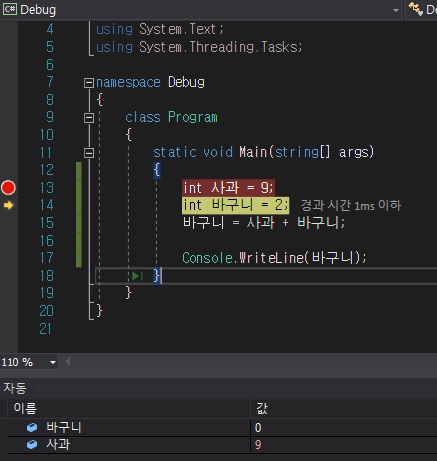 C# Debug
4 using System.Text;
5 using System.Threading.Tasks;
6
7 namespace Debug
8 {
9 class Program
10 {
11 static void Main(string[] args)
12 {
13 int 사과 = 9;
14 int 바구니 = 2; 경과 시간 1ms 이하
15 바구니 = 사과 + 바구니;
16
17 Console.WriteLine(바구니);
18 }
19 }
20 }
21
110 %
자동
이름 값
바구니 0
사과 9